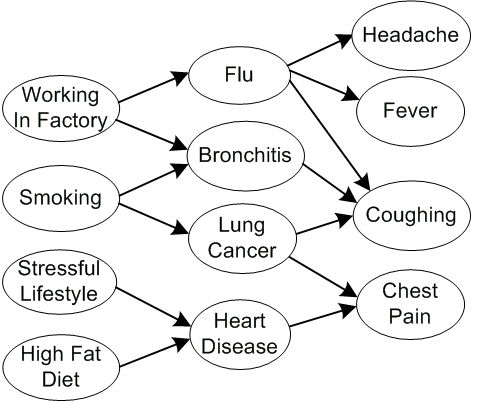 Working
In Factory
Smoking
Stressful
Lifestyle
High Fat
Diet
Flu
Bronchitis
Lung
Cancer
Heart
Disease
Headache
Fever
Coughing
Chest
Pain